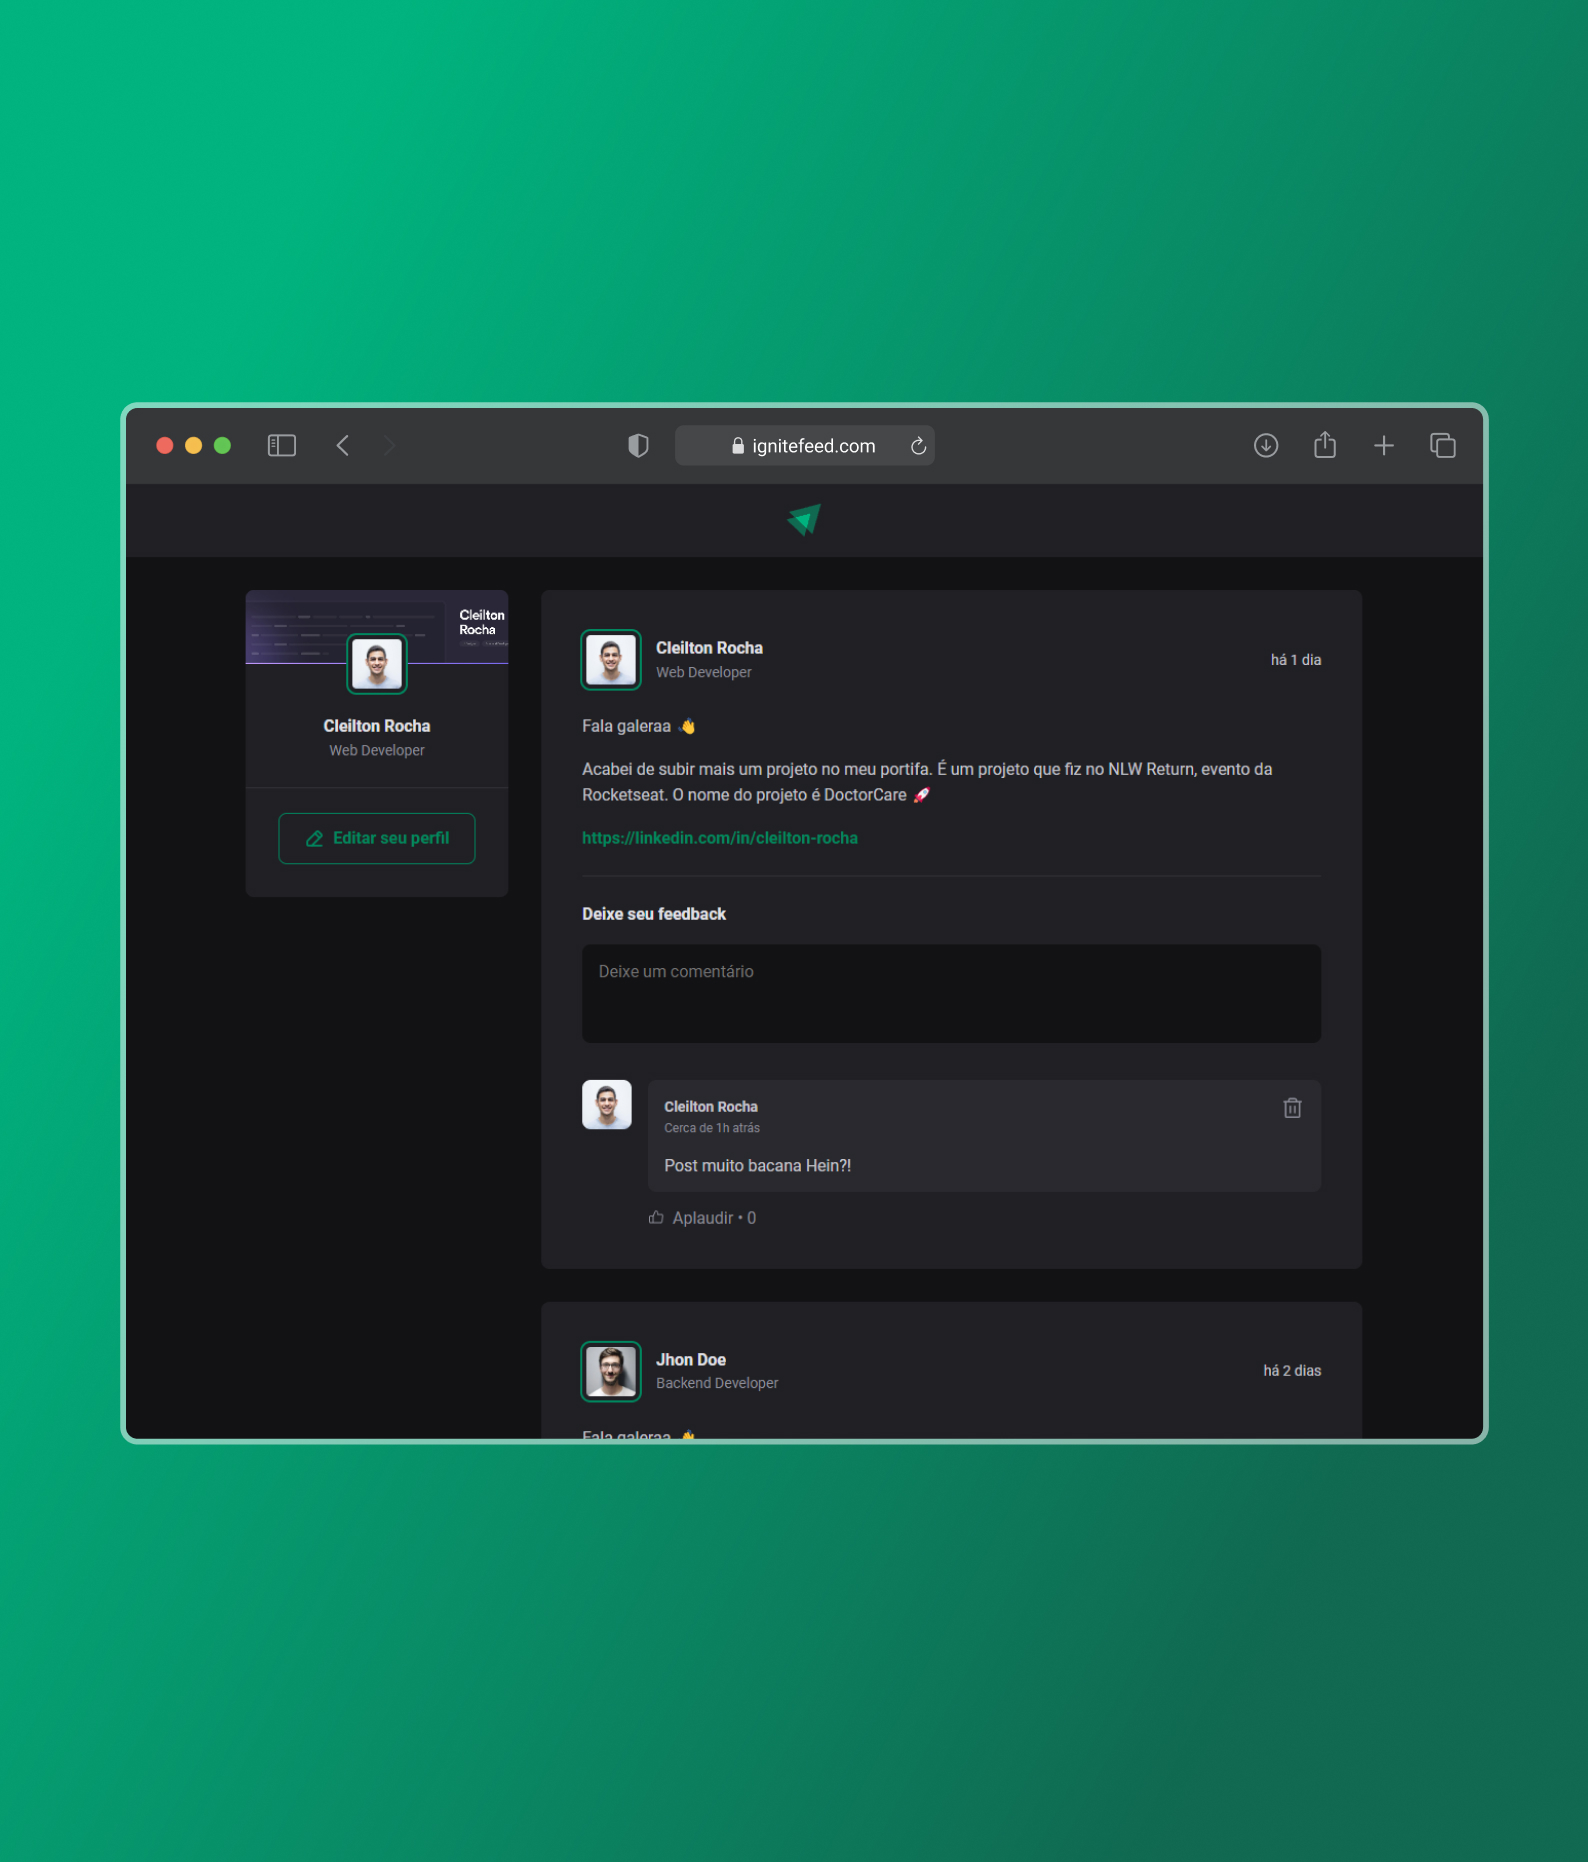 ignitefeed.com
Cleilton
Rocha
Cleilton Rocha
Web Developer
Editar seu perfil
Cleilton Rocha
Web Developer
há 1 dia
Fala galeraa 👋
Acabei de subir mais um projeto no meu portifa. É um projeto que fiz no NLW Return, evento da
Rocketseat. O nome do projeto é DoctorCare 🚀
https://linkedin.com/in/cleilton-rocha
Deixe seu feedback
Deixe um comentário
Cleilton Rocha
Cerca de 1h atrás
Post muito bacana Hein?!
Aplaudir • 0
Jhon Doe
Backend Developer
há 2 dias
Fala galeraa 👋